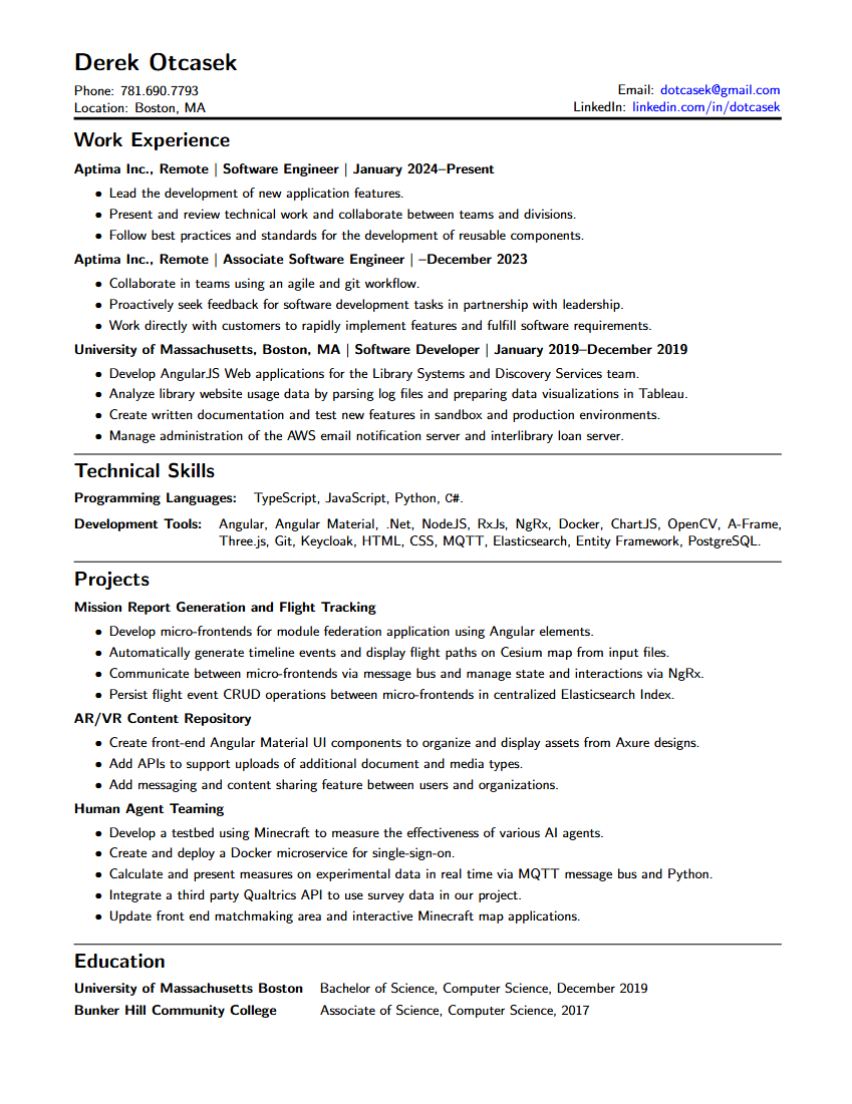 Derek Otcasek
Phone: 781.690.7793
Email: dotcasek@gmail.com
Location: Boston, MA
LinkedIn: linkedin.com/in/dotcasek
Work Experience
Aptima Inc., Remote | Software Engineer | January 2024–Present
• Lead the development of new application features.
• Present and review technical work and collaborate between teams and divisions.
• Follow best practices and standards for the development of reusable components.
Aptima Inc., Remote | Associate Software Engineer | –December 2023
• Collaborate in teams using an agile and git workflow.
• Proactively seek feedback for software development tasks in partnership with leadership.
• Work directly with customers to rapidly implement features and fulfill software requirements.
University of Massachusetts, Boston, MA | Software Developer | January 2019–December 2019
• Develop AngularJS Web applications for the Library Systems and Discovery Services team.
• Analyze library website usage data by parsing log files and preparing data visualizations in Tableau.
• Create written documentation and test new features in sandbox and production environments.
• Manage administration of the AWS email notification server and interlibrary loan server.
Technical Skills
Programming Languages: TypeScript, JavaScript, Python, C#.
Development Tools: Angular, Angular Material, .Net, NodeJS, RxJs, NgRx, Docker, ChartJS, OpenCV, A-Frame,
Three.js, Git, Keycloak, HTML, CSS, MQTT, Elasticsearch, Entity Framework, PostgreSQL.
Projects
Mission Report Generation and Flight Tracking
• Develop micro-frontends for module federation application using Angular elements.
• Automatically generate timeline events and display flight paths on Cesium map from input files.
• Communicate between micro-frontends via message bus and manage state and interactions via NgRx.
• Persist flight event CRUD operations between micro-frontends in centralized Elasticsearch Index.
AR/VR Content Repository
• Create front-end Angular Material UI components to organize and display assets from Axure designs.
• Add APIs to support uploads of additional document and media types.
• Add messaging and content sharing feature between users and organizations.
Human Agent Teaming
• Develop a testbed using Minecraft to measure the effectiveness of various AI agents.
• Create and deploy a Docker microservice for single-sign-on.
• Calculate and present measures on experimental data in real time via MQTT message bus and Python.
• Integrate a third party Qualtrics API to use survey data in our project.
• Update front end matchmaking area and interactive Minecraft map applications.
Education
University of Massachusetts Boston Bachelor of Science, Computer Science, December 2019
Bunker Hill Community College Associate of Science, Computer Science, 2017